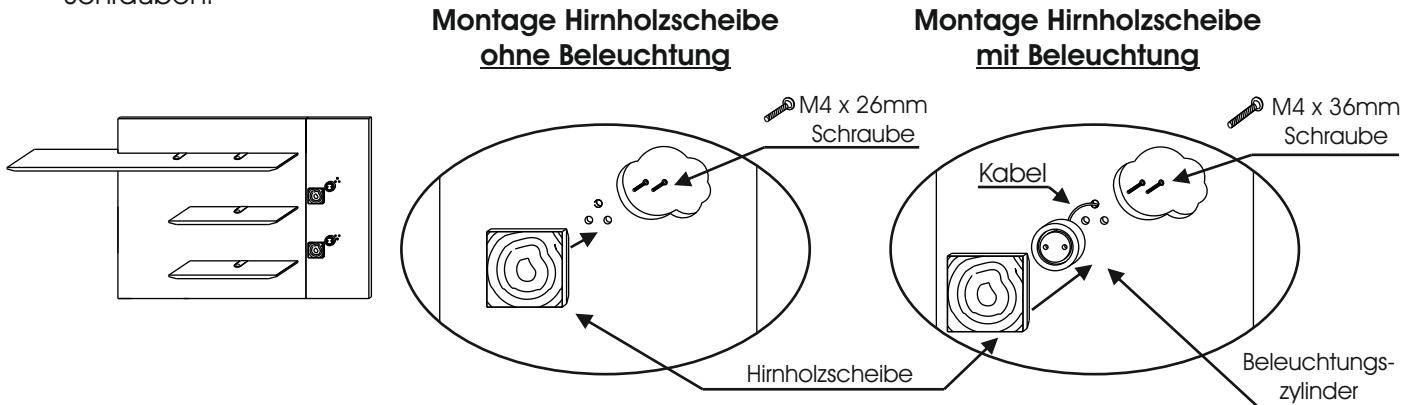 Montage Hirnholzscheibe
ohne Beleuchtung
Montage Hirnholzscheibe
mit Beleuchtung
M4 x 26mm
Schraube
M4 x 36mm
Schraube
Kabel
Hirnholzscheibe
Beleuchtungs-
zylinder